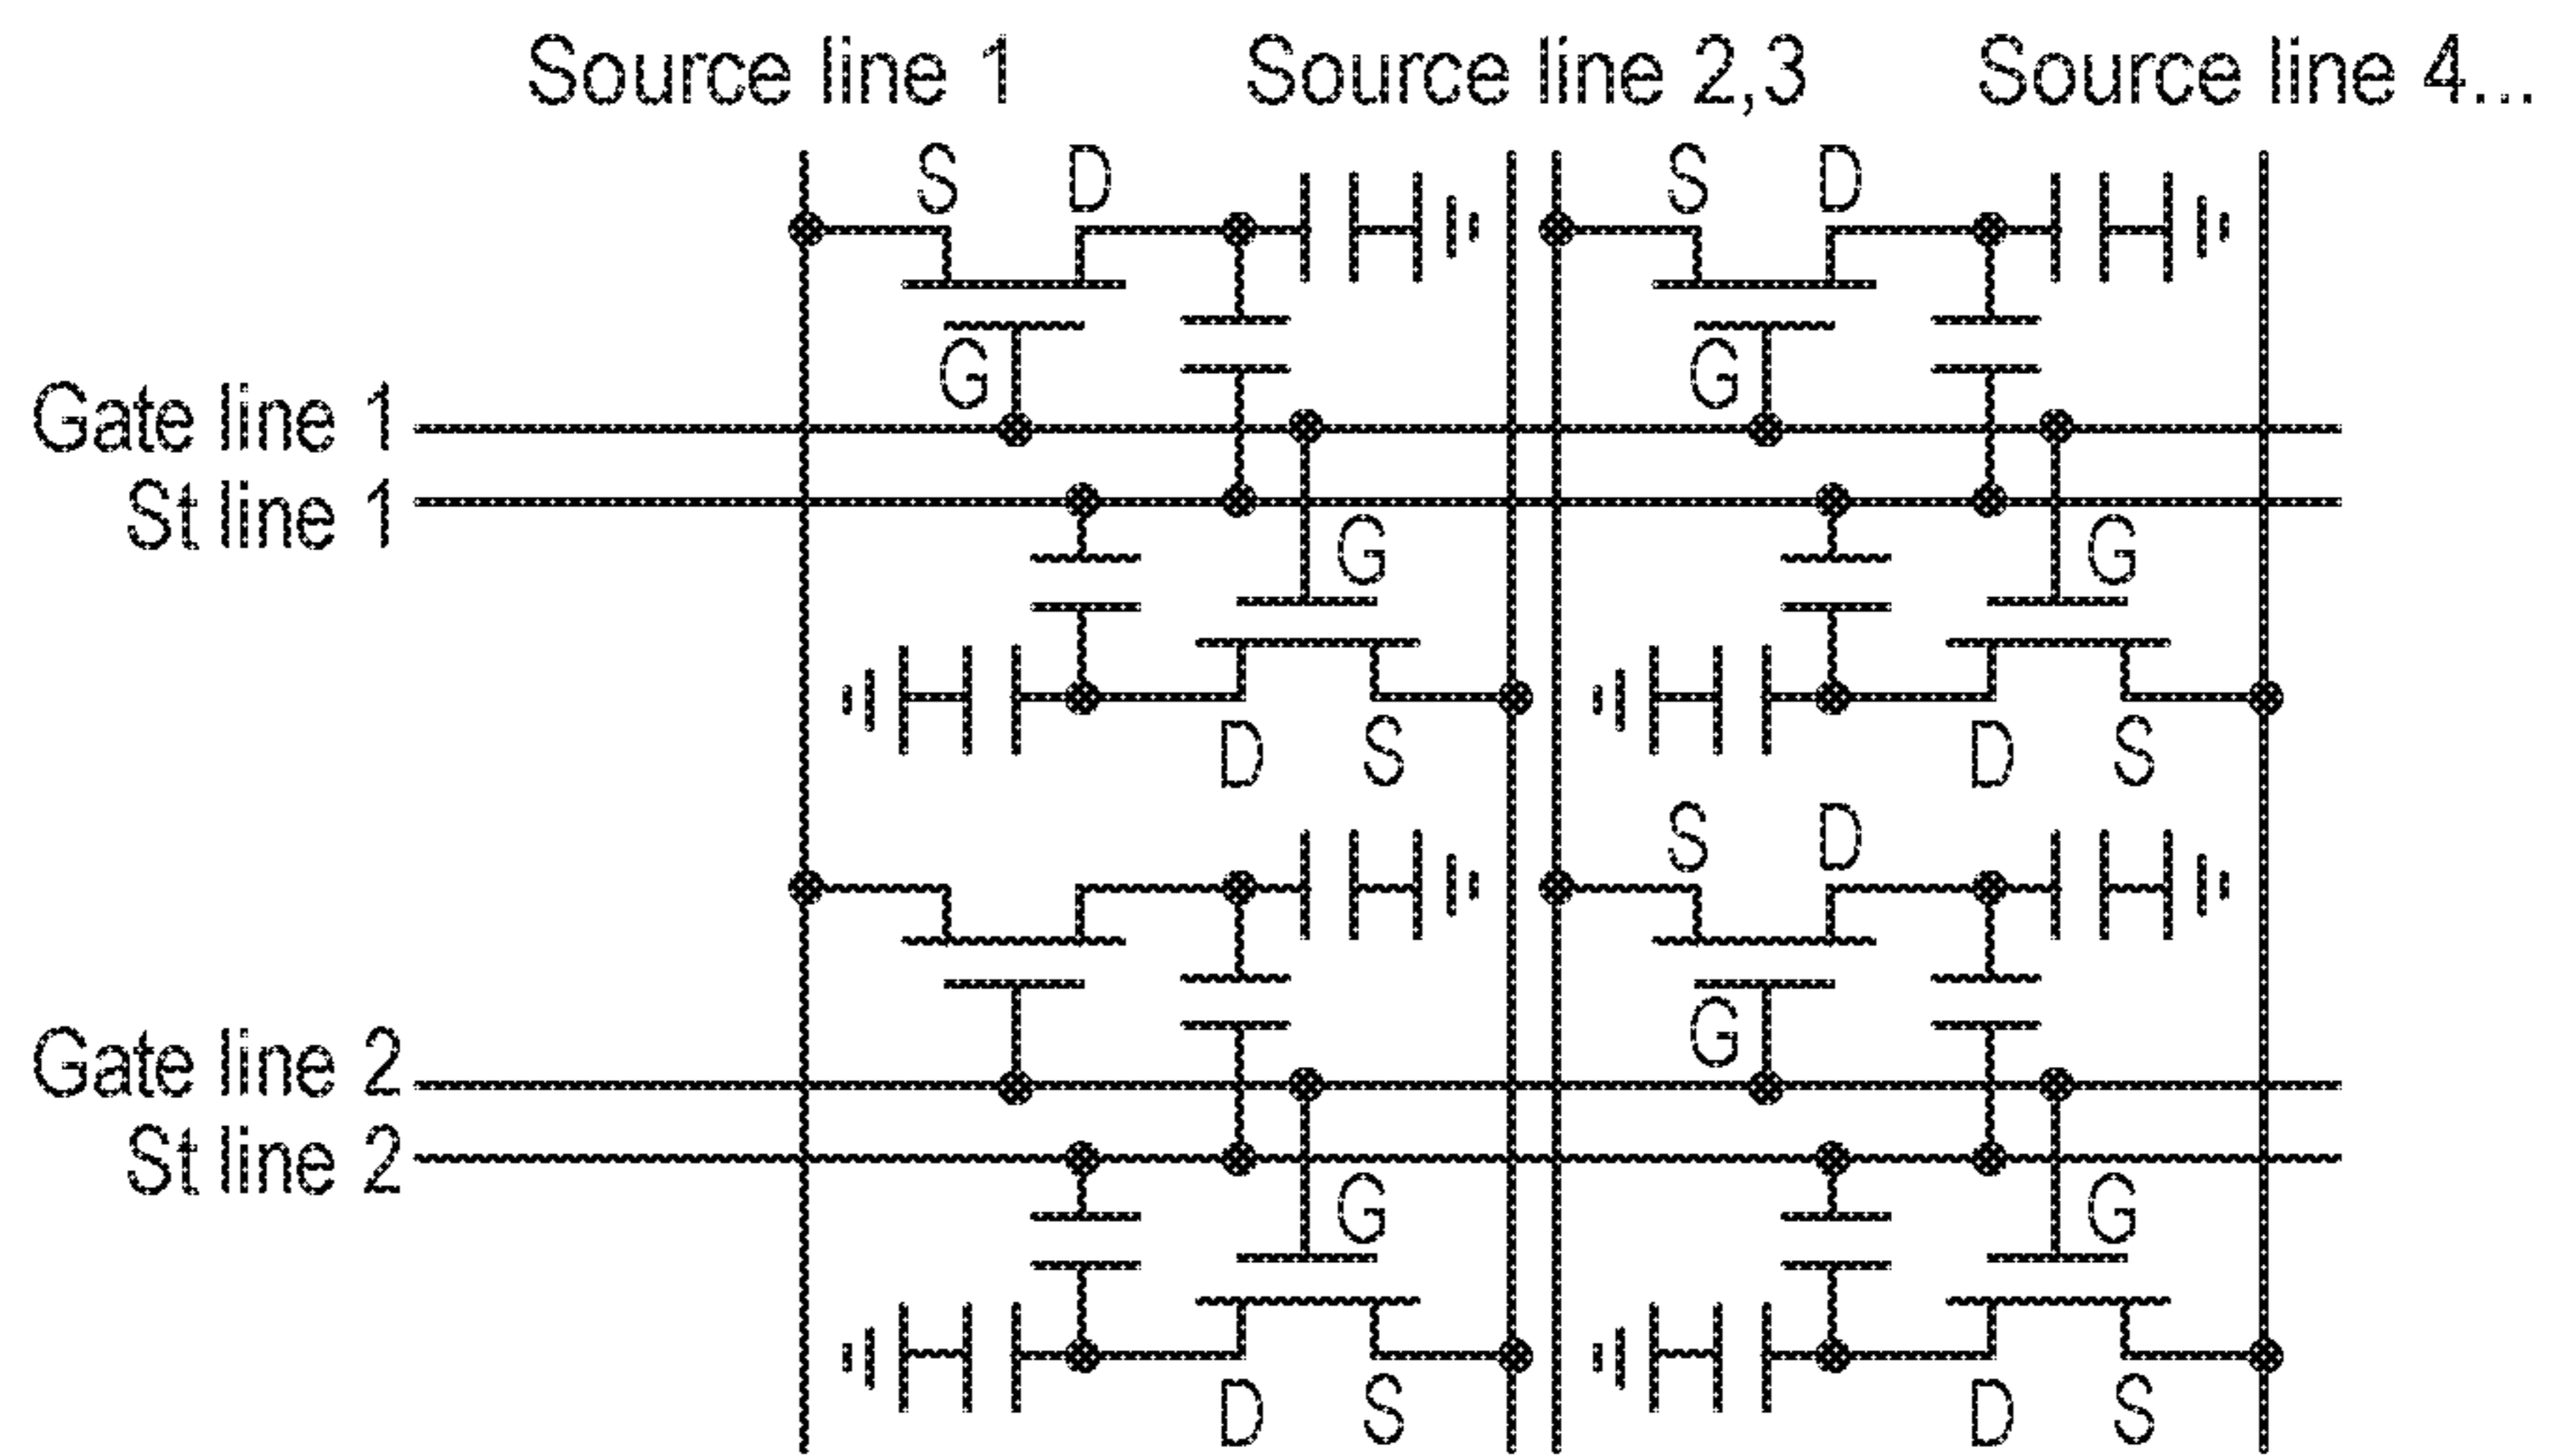 Source line 1 Source line 2,3 Source line 4...
S D S D
G G
Gate line 1
St line 1
G G
D S D S
S D
G
Gate line 2
St line 2
G G
D S D S